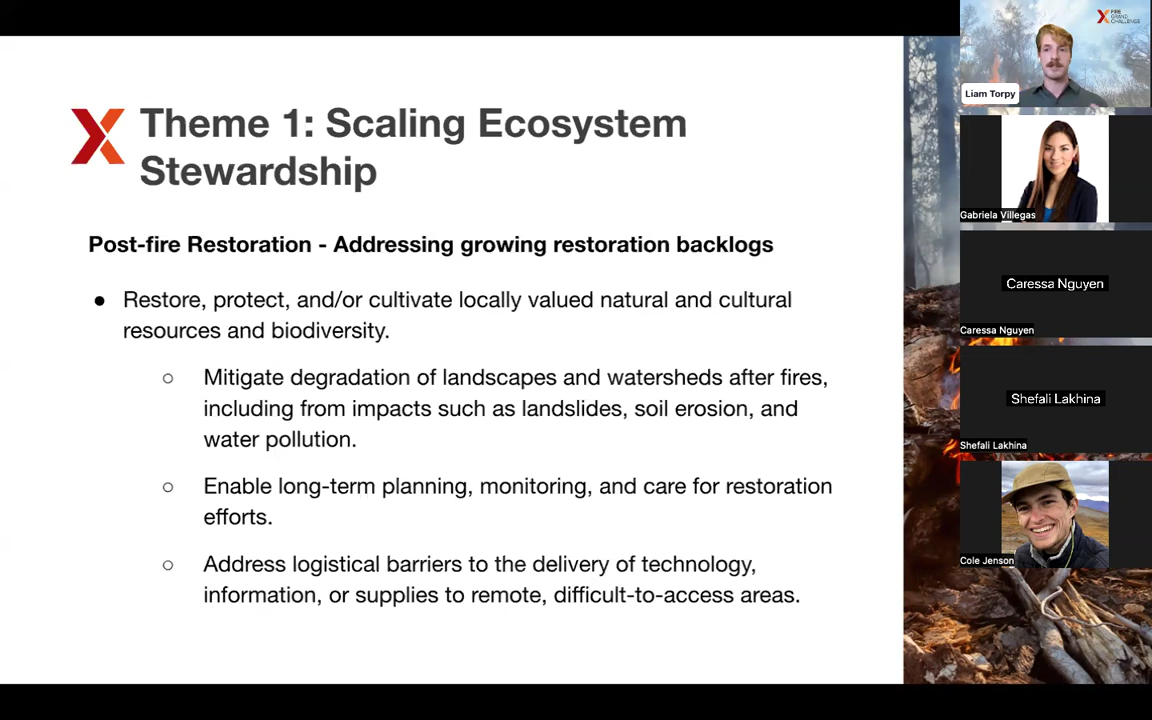 Theme 1: Scaling Ecosystem
Stewardship
Post-fire Restoration - Addressing growing restoration backlogs
● Restore, protect, and/or cultivate locally valued natural and cultural
resources and biodiversity.
○ Mitigate degradation of landscapes and watersheds after fires,
including from impacts such as landslides, soil erosion, and
water pollution.
○ Enable long-term planning, monitoring, and care for restoration
efforts.
○ Address logistical barriers to the delivery of technology,
information, or supplies to remote, difficult-to-access areas.
FIRE
GRAND
CHALLENGE
Liam Torpy
Gabriela Villegas
Caressa Nguyen
Caressa Nguyen
Shefali Lakhina
Shefali Lakhina
Cole Jenson